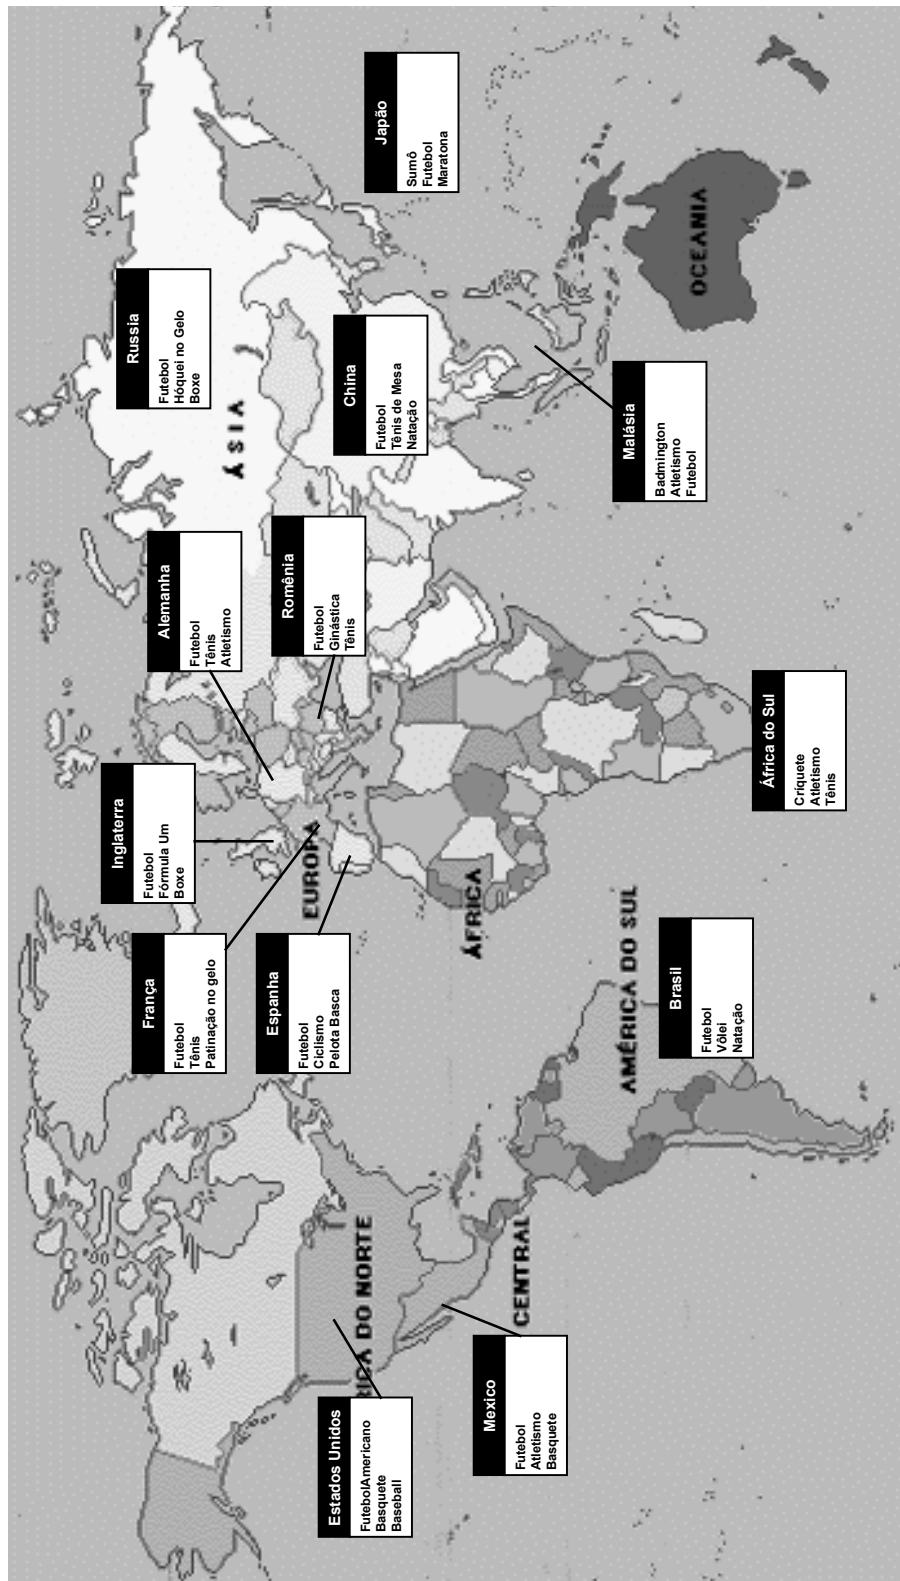 Russia
Futebol
Hóquei no Gelo
Boxe
Japão
Sumô
Futebol
Maratona
China
Futebol
Tênis de Mesa
Natação
Malásia
Badmington
Atletismo
Futebol
OCEANIA
ÁSIA
Alemanha
Futebol
Tênis
Atletismo
Romênia
Futebol
Ginástica
Tênis
Inglaterra
Futebol
Fórmula Um
Boxe
EUROPA
França
Futebol
Tênis
Patinação no gelo
Espanha
Futebol
Ciclismo
Pelota Basca
ÁFRICA
África do Sul
Críquete
Atletismo
Tênis
AMÉRICA DO SUL
Brasil
Futebol
Vôlei
Natação
RICA DO NORTE
CENTRAL
Estados Unidos
FutebolAmericano
Basquete
Baseball
Mexico
Futebol
Atletismo
Basquete